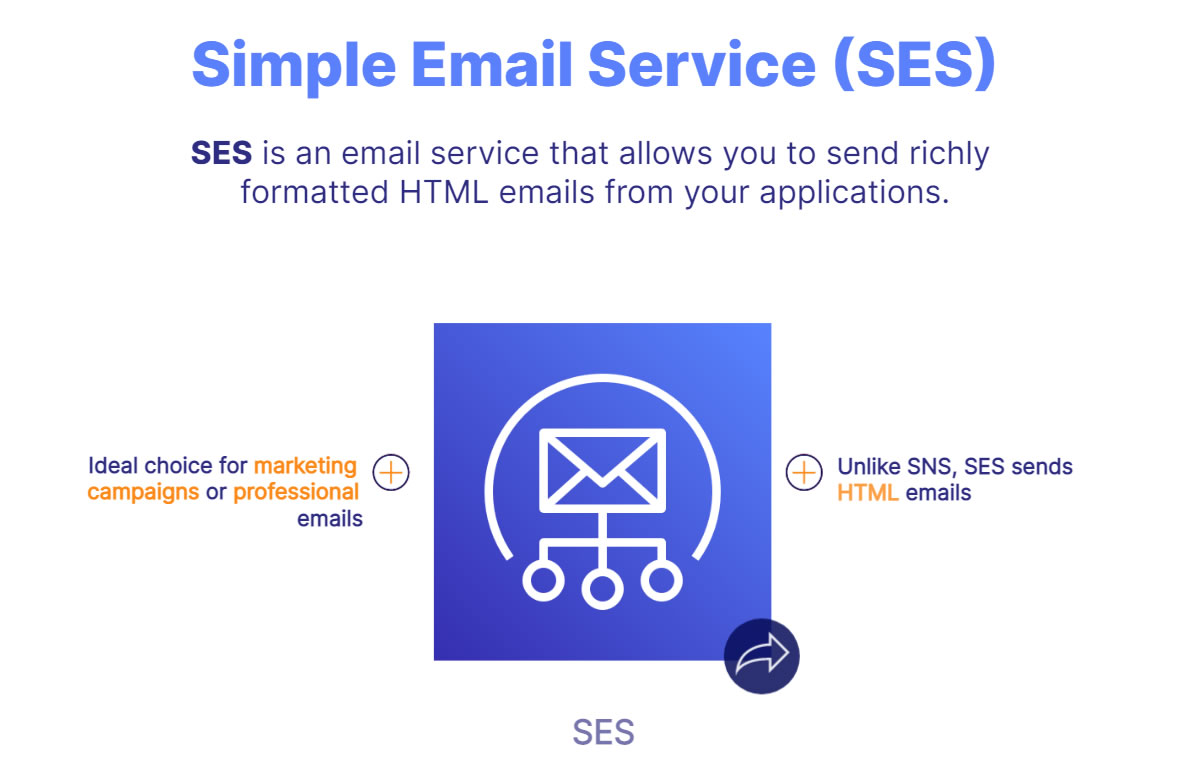 Simple Email Service (SES)
SES is an email service that allows you to send richly
formatted HTML emails from your applications.
Ideal choice for marketing
campaigns or professional
emails
Unlike SNS, SES sends
HTML emails
SES